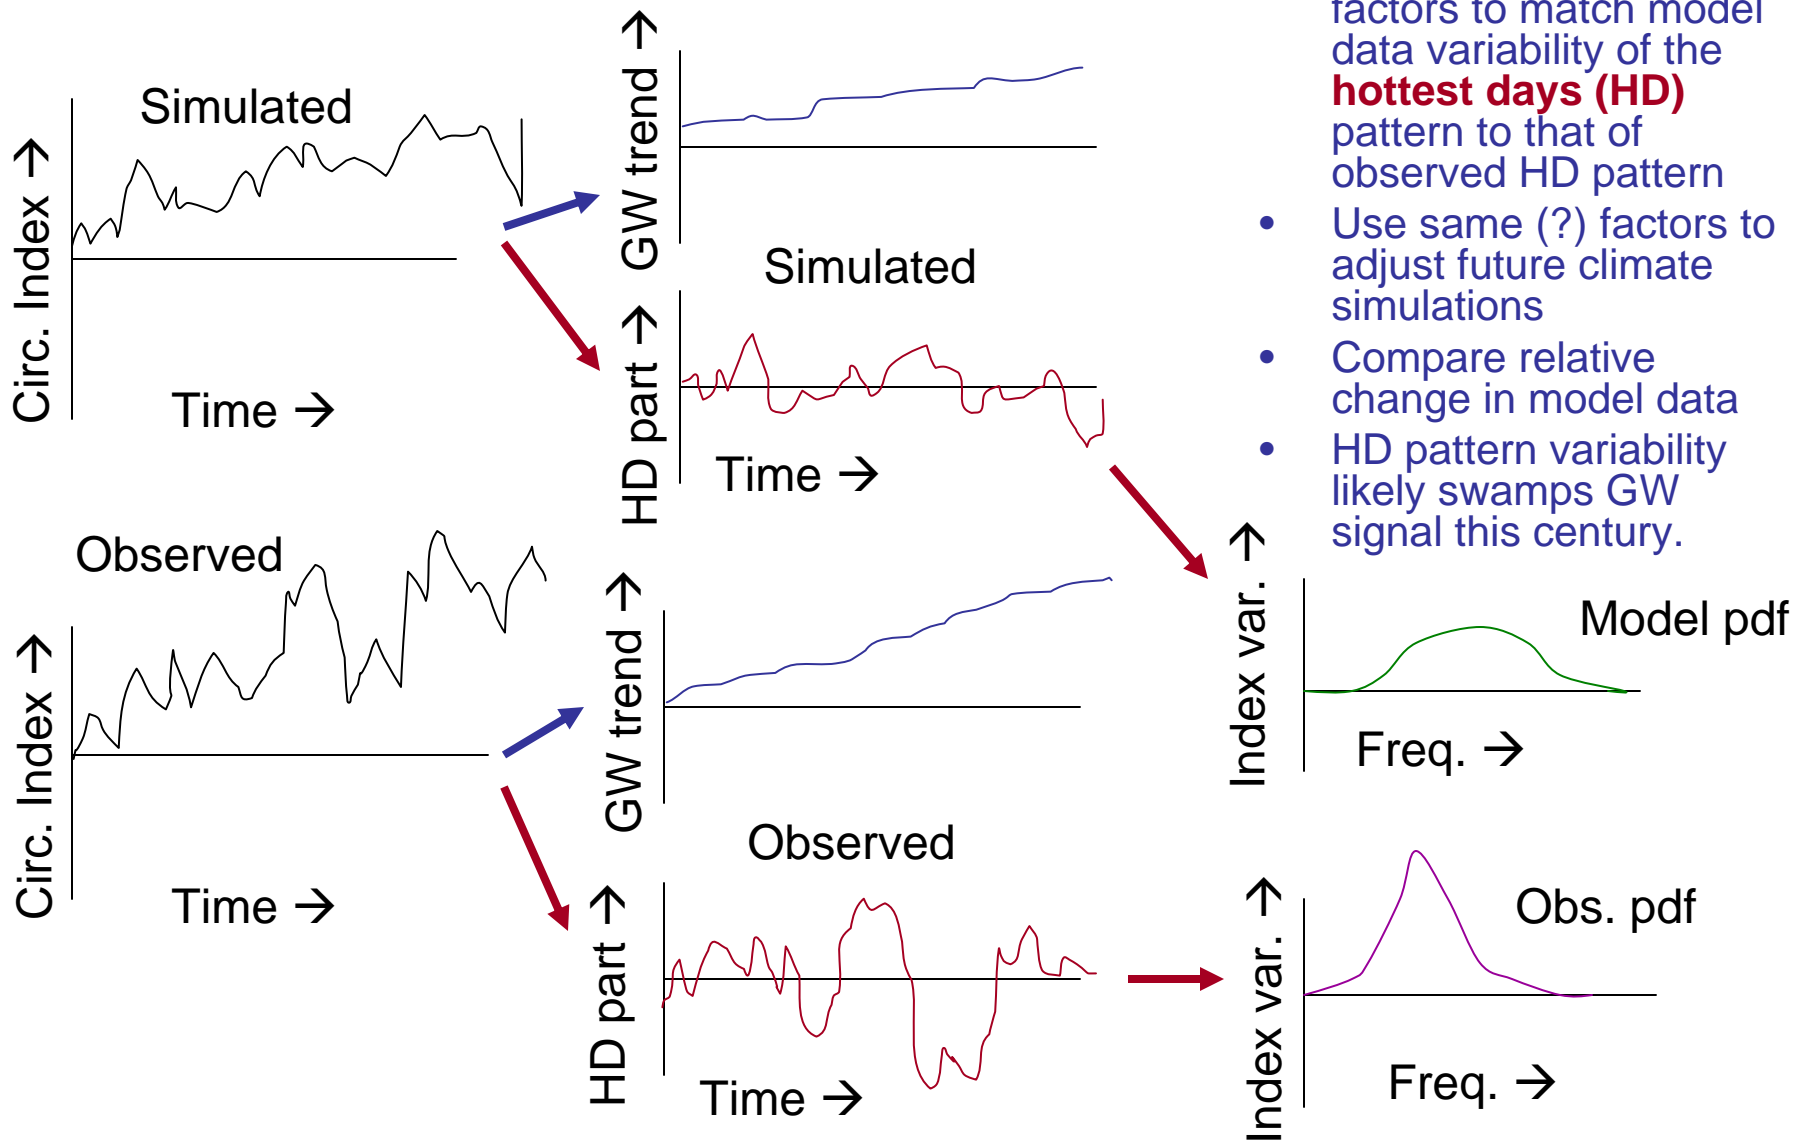 factors to match model
data variability of the
hottest days (HD)
pattern to that of
observed HD pattern
• Use same (?) factors to
adjust future climate
simulations
• Compare relative
change in model data
• HD pattern variability
likely swamps GW
signal this century.
Simulated
Circ. Index →
Time →
GW trend →
Simulated
HD part →
Time →
Observed
Circ. Index →
Time →
GW trend →
Observed
HD part →
Time →
Index var. →
Model pdf
Freq. →
Index var. →
Obs. pdf
Freq. →